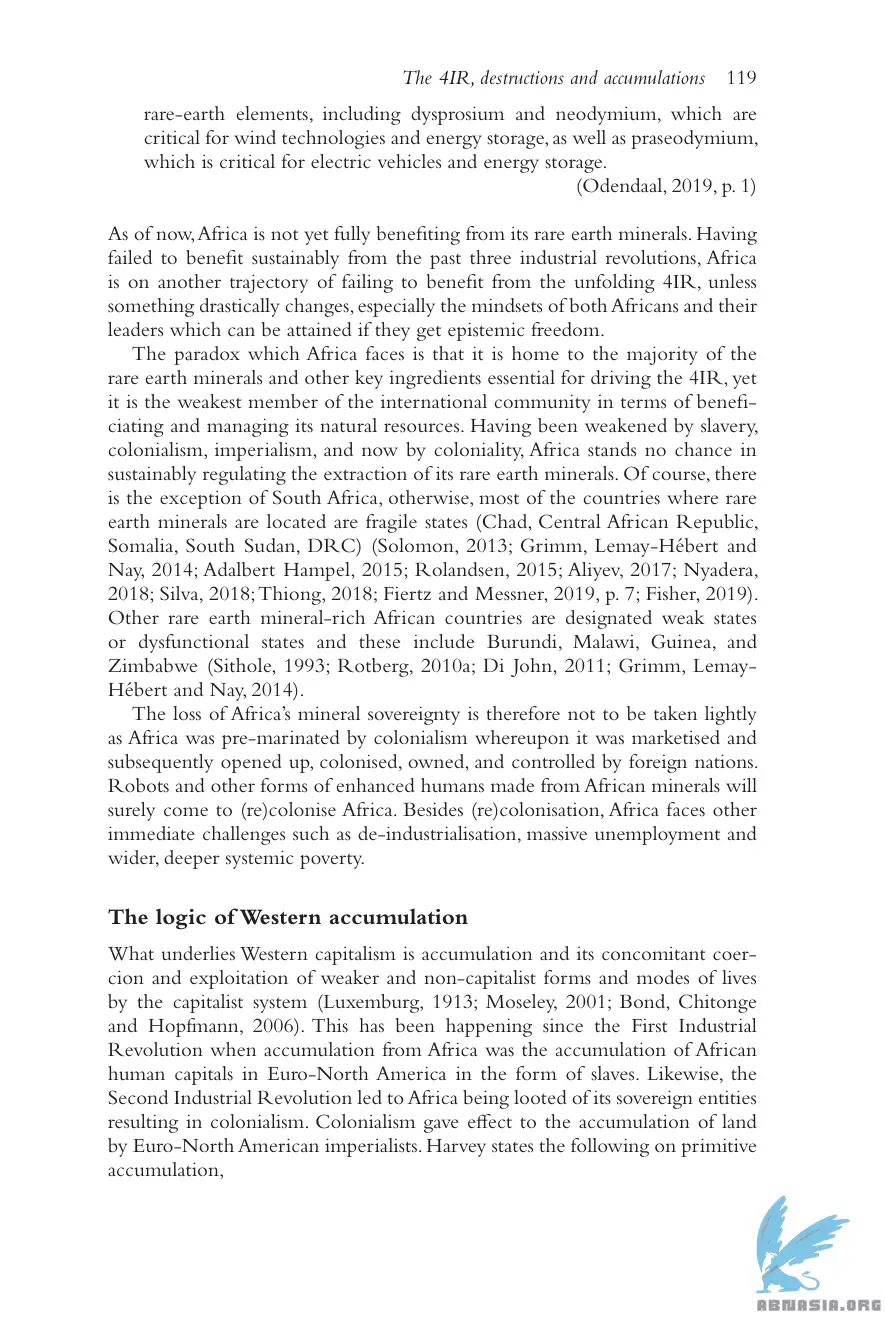 The 4IR, destructions and accumulations 119
rare-earth elements, including dysprosium and neodymium, which are
critical for wind technologies and energy storage, as well as praseodymium,
which is critical for electric vehicles and energy storage.
(Odendaal, 2019, p. 1)
As of now, Africa is not yet fully benefiting from its rare earth minerals. Having
failed to benefit sustainably from the past three industrial revolutions, Africa
is on another trajectory of failing to benefit from the unfolding 4IR, unless
something drastically changes, especially the mindsets of both Africans and their
leaders which can be attained if they get epistemic freedom.
The paradox which Africa faces is that it is home to the majority of the
rare earth minerals and other key ingredients essential for driving the 4IR, yet
it is the weakest member of the international community in terms of benefi-
ciating and managing its natural resources. Having been weakened by slavery,
colonialism, imperialism, and now by coloniality, Africa stands no chance in
sustainably regulating the extraction of its rare earth minerals. Of course, there
is the exception of South Africa, otherwise, most of the countries where rare
earth minerals are located are fragile states (Chad, Central African Republic,
Somalia, South Sudan, DRC) (Solomon, 2013; Grimm, Lemay-Hébert and
Nay, 2014; Adalbert Hampel, 2015; Rolandsen, 2015; Aliyev, 2017; Nyadera,
2018; Silva, 2018; Thiong, 2018; Fiertz and Messner, 2019, p. 7; Fisher, 2019).
Other rare earth mineral-rich African countries are designated weak states
or dysfunctional states and these include Burundi, Malawi, Guinea, and
Zimbabwe (Sithole, 1993; Rotberg, 2010a; Di John, 2011; Grimm, Lemay-
Hébert and Nay, 2014).
The loss of Africa's mineral sovereignty is therefore not to be taken lightly
as Africa was pre-marinated by colonialism whereupon it was marketised and
subsequently opened up, colonised, owned, and controlled by foreign nations.
Robots and other forms of enhanced humans made from African minerals will
surely come to (re)colonise Africa. Besides (re)colonisation, Africa faces other
immediate challenges such as de-industrialisation, massive unemployment and
wider, deeper systemic poverty.
The logic of Western accumulation
What underlies Western capitalism is accumulation and its concomitant coer-
cion and exploitation of weaker and non-capitalist forms and modes of lives
by the capitalist system (Luxemburg, 1913; Moseley, 2001; Bond, Chitonge
and Hopfmann, 2006). This has been happening since the First Industrial
Revolution when accumulation from Africa was the accumulation of African
human capitals in Euro-North America in the form of slaves. Likewise, the
Second Industrial Revolution led to Africa being looted of its sovereign entities
resulting in colonialism. Colonialism gave effect to the accumulation of land
by Euro-North American imperialists. Harvey states the following on primitive
accumulation,
ABNASIA.ORG